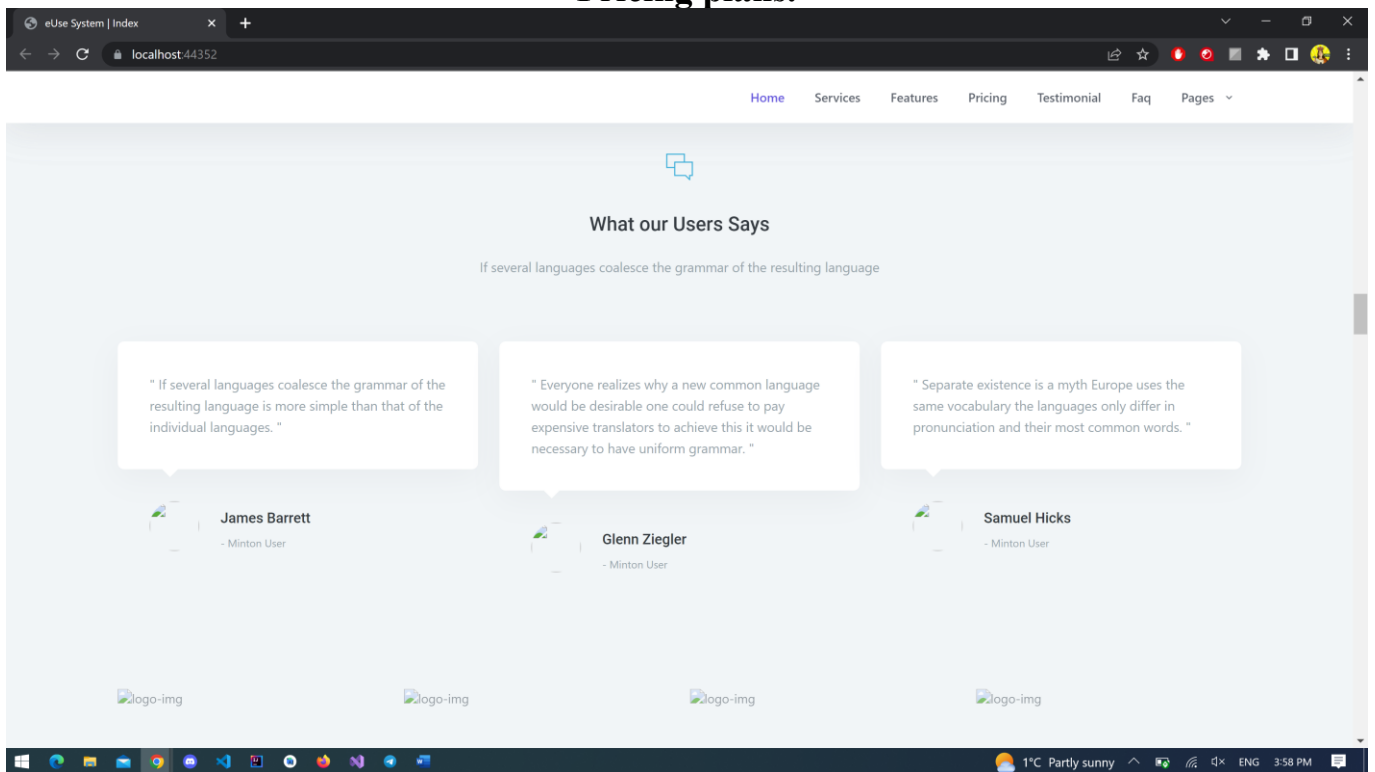 Pricing plans.
eUse System | Index
localhost:44352
Home Services Features Pricing Testimonial Faq Pages
What our Users Says
If several languages coalesce the grammar of the resulting language
" If several languages coalesce the grammar of the
resulting language is more simple than that of the
individual languages. "
James Barrett
- Minton User
" Everyone realizes why a new common language
would be desirable one could refuse to pay
expensive translators to achieve this it would be
necessary to have uniform grammar. "
Glenn Ziegler
- Minton User
" Separate existence is a myth Europe uses the
same vocabulary the languages only differ in
pronunciation and their most common words. "
Samuel Hicks
- Minton User
logo-img logo-img logo-img logo-img
1°C Partly sunny ENG 3:58 PM